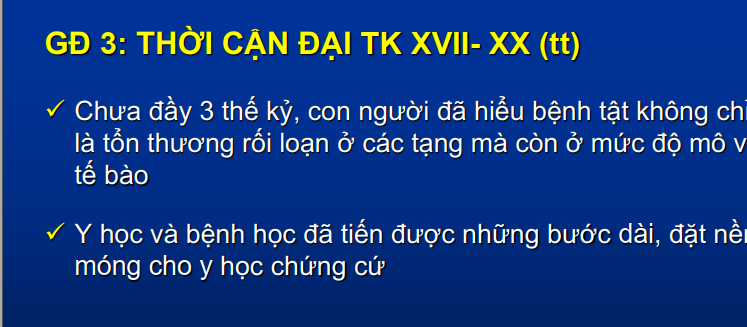 GĐ 3: THỜI CẬN ĐẠI TK XVII- XX (tt)
Chưa đầy 3 thế kỷ, con người đã hiểu bệnh tật không chỉ
là tổn thương rối loạn ở các tạng mà còn ở mức độ mô
tế bào
Y học và bệnh học đã tiến được những bước dài, đặt
móng cho y học chứng cứ